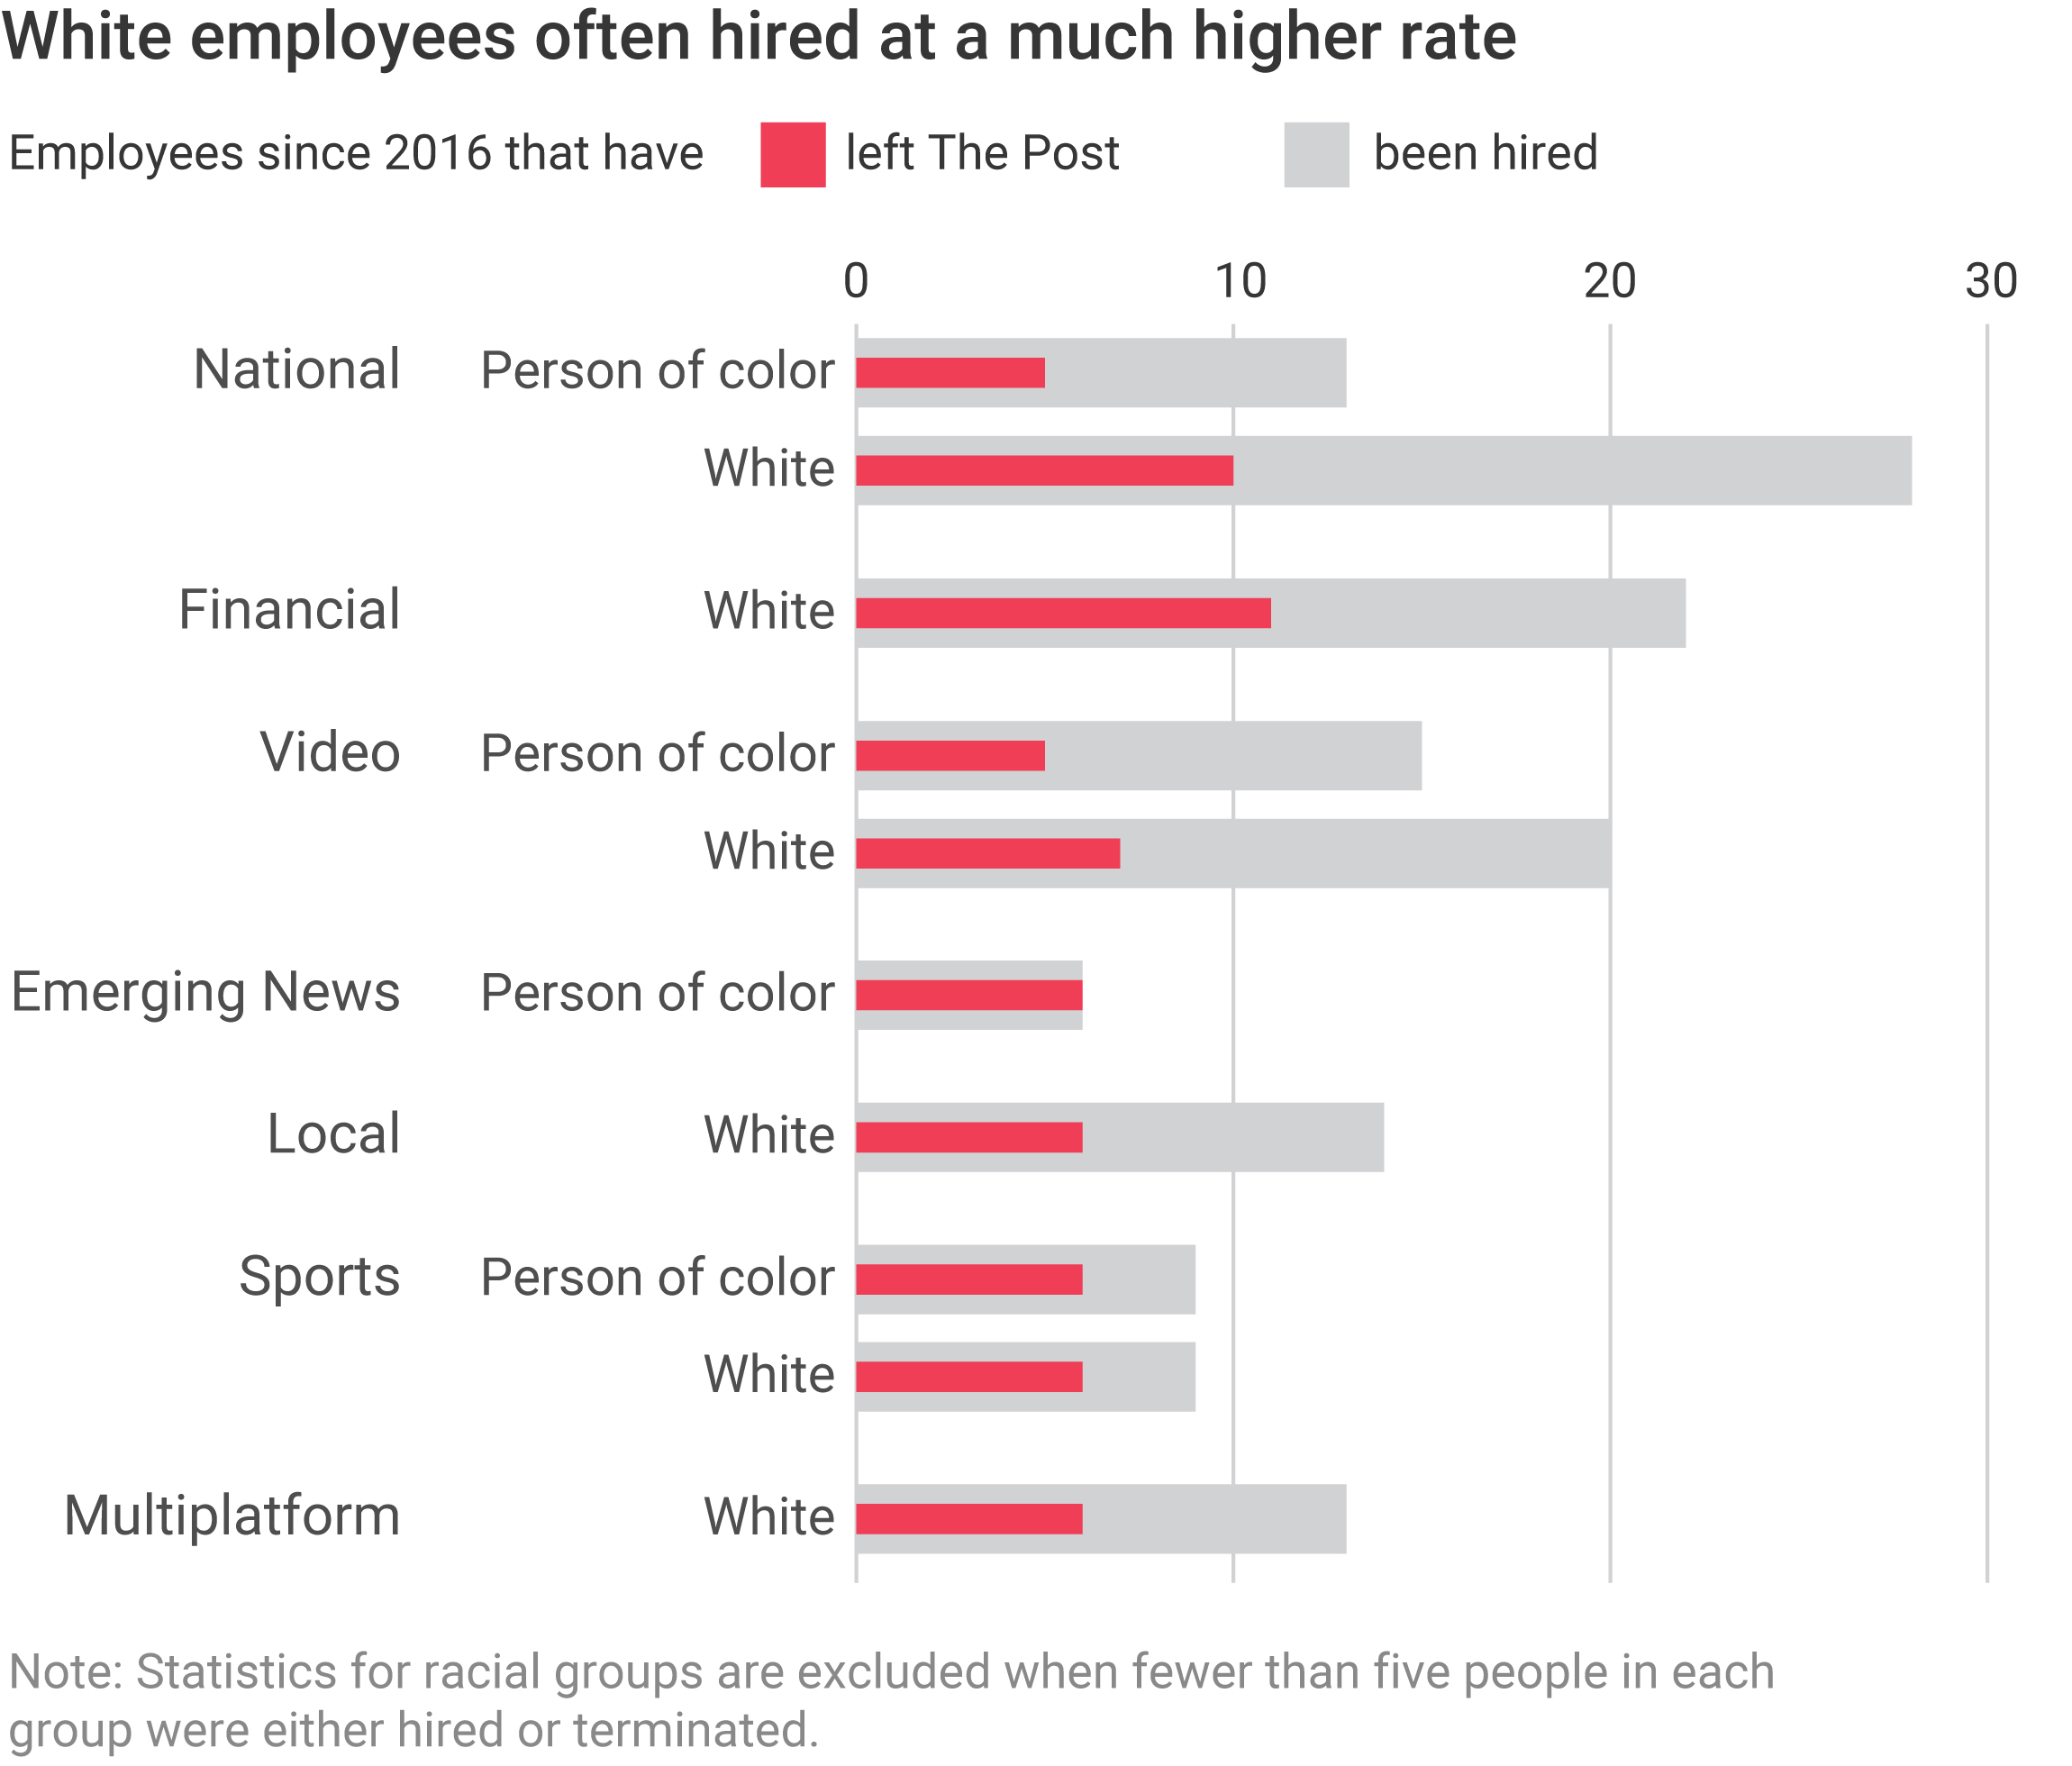 White employees often hired at a much higher rate
Employees since 2016 that have left The Post been hired
0 10 20 30
National Person of color
White
Financial White
Video Person of color
White
Emerging News Person of color
Local White
Sports Person of color
White
Multiplatform White
Note: Statistics for racial groups are excluded when fewer than five people in each
group were either hired or terminated.